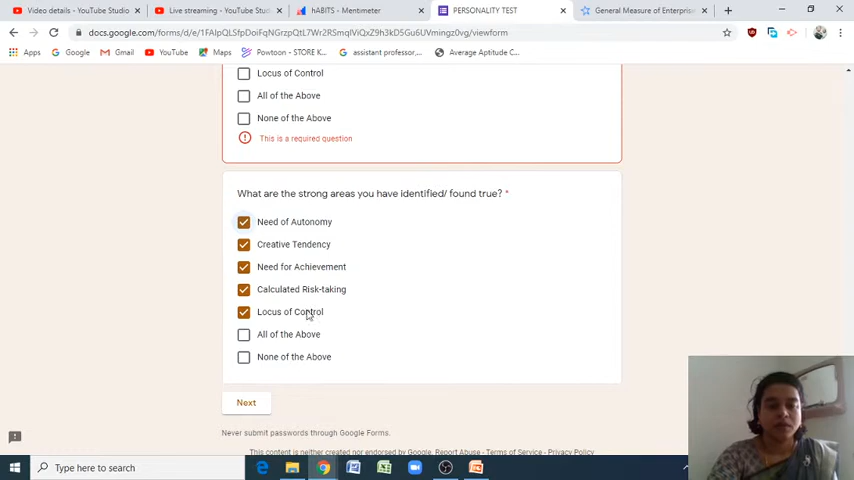 Video details - YouTube Studio
Live streaming - YouTube Studio
hABITS - Mentimeter
PERSONALITY TEST
General Measure of Enterprise
docs.google.com/forms/d/e/1FAIpQLSfpDoiFqNGrzpQtL7Wr2RSmqIViQxZ9h3kD5Gu6UVmingz0vg/viewform
Apps
Google
Gmail
YouTube
Maps
Powtoon - STORE K...
assistant professor,...
Average Aptitude C...
Locus of Control
All of the Above
None of the Above
This is a required question
What are the strong areas you have identified/ found true? *
Need of Autonomy
Creative Tendency
Need for Achievement
Calculated Risk-taking
Locus of Control
All of the Above
None of the Above
Next
Never submit passwords through Google Forms.
This content is neither created nor endorsed by Google. Report Abuse - Terms of Service - Privacy Policy
Type here to search